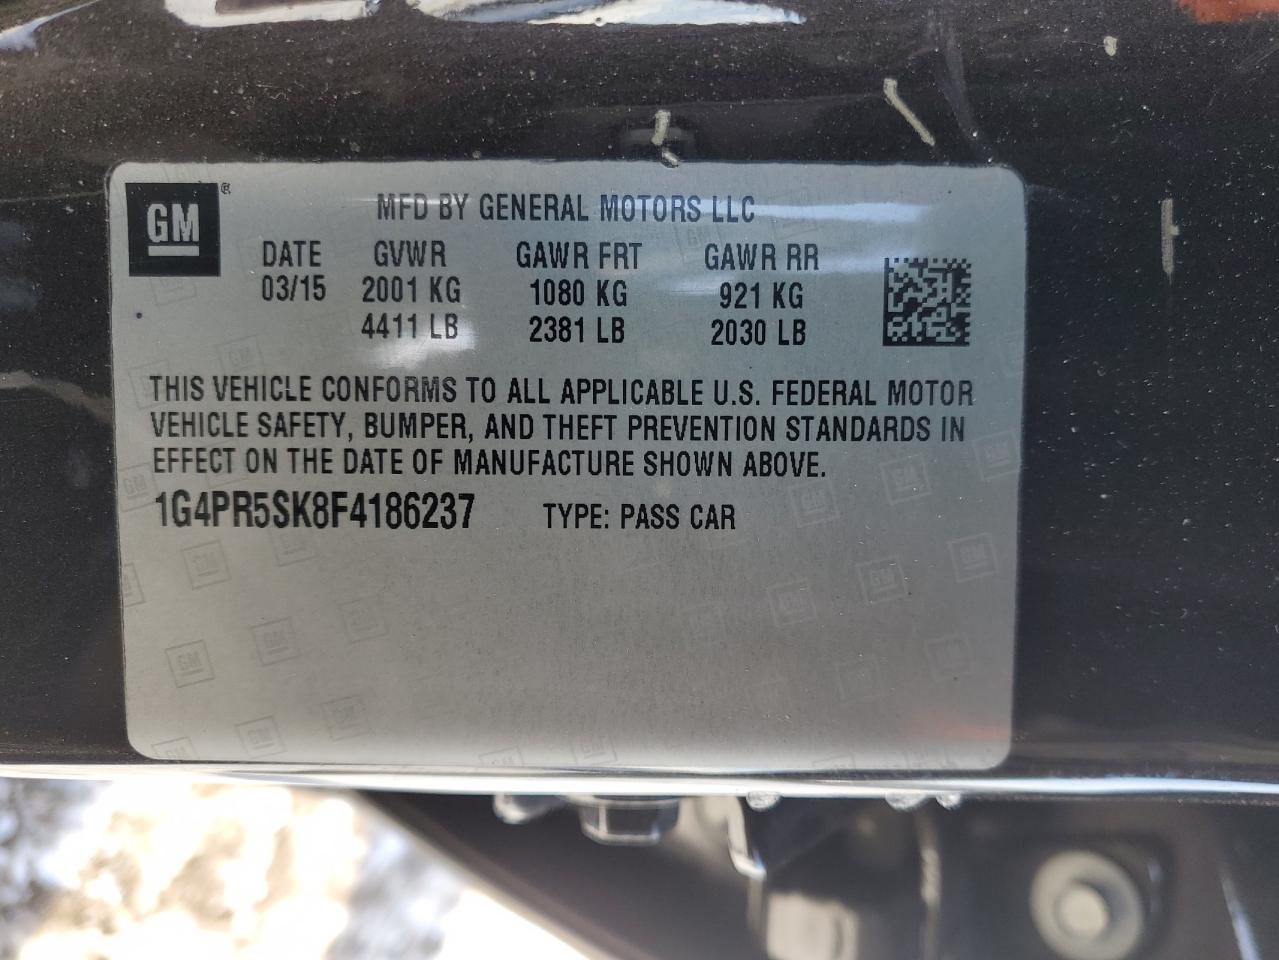 GM ®
MFD BY GENERAL MOTORS LLC
DATE GVWR GAWR FRT GAWR RR
03/15 2001 KG 1080 KG 921 KG
4411 LB 2381 LB 2030 LB
THIS VEHICLE CONFORMS TO ALL APPLICABLE U.S. FEDERAL MOTOR
VEHICLE SAFETY, BUMPER, AND THEFT PREVENTION STANDARDS IN
EFFECT ON THE DATE OF MANUFACTURE SHOWN ABOVE.
1G4PR5SK8F4186237 TYPE: PASS CAR